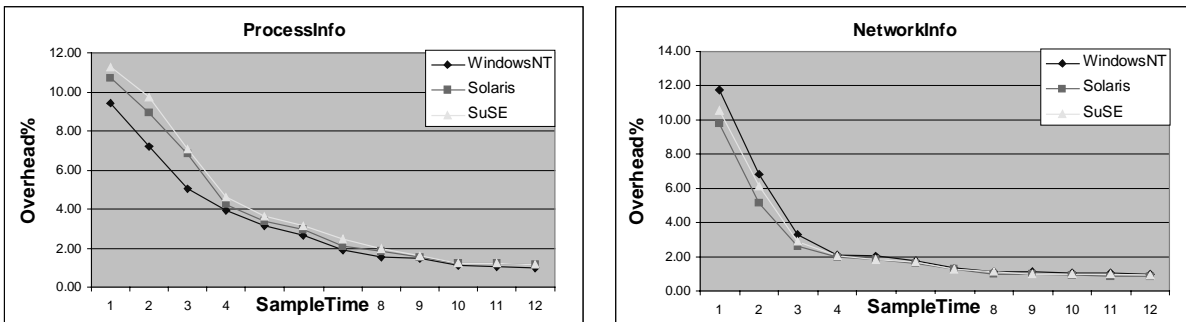 ProcessInfo
WindowsNT
Solaris
SuSE
Overhead%
12.00
10.00
8.00
6.00
4.00
2.00
0.00
1 2 3 4 SampleTime 8 9 10 11 12
NetworkInfo
WindowsNT
Solaris
SuSE
Overhead%
14.00
12.00
10.00
8.00
6.00
4.00
2.00
0.00
1 2 3 4 SampleTime 8 9 10 11 12